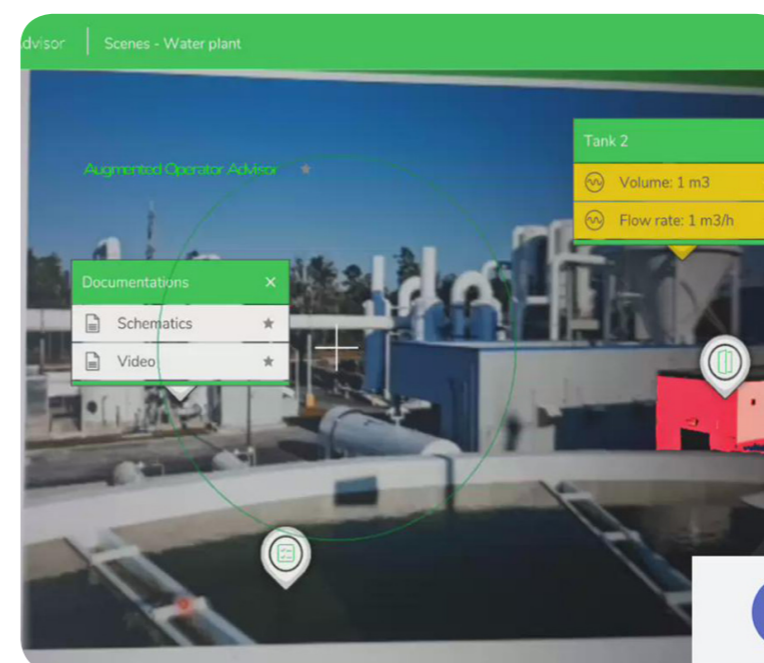 dvisor
Scenes - Water plant
Augmented Operator Advisor
Tank 2
Volume: 1 m3
Flow rate: 1 m3/h
Documentations
Schematics
Video